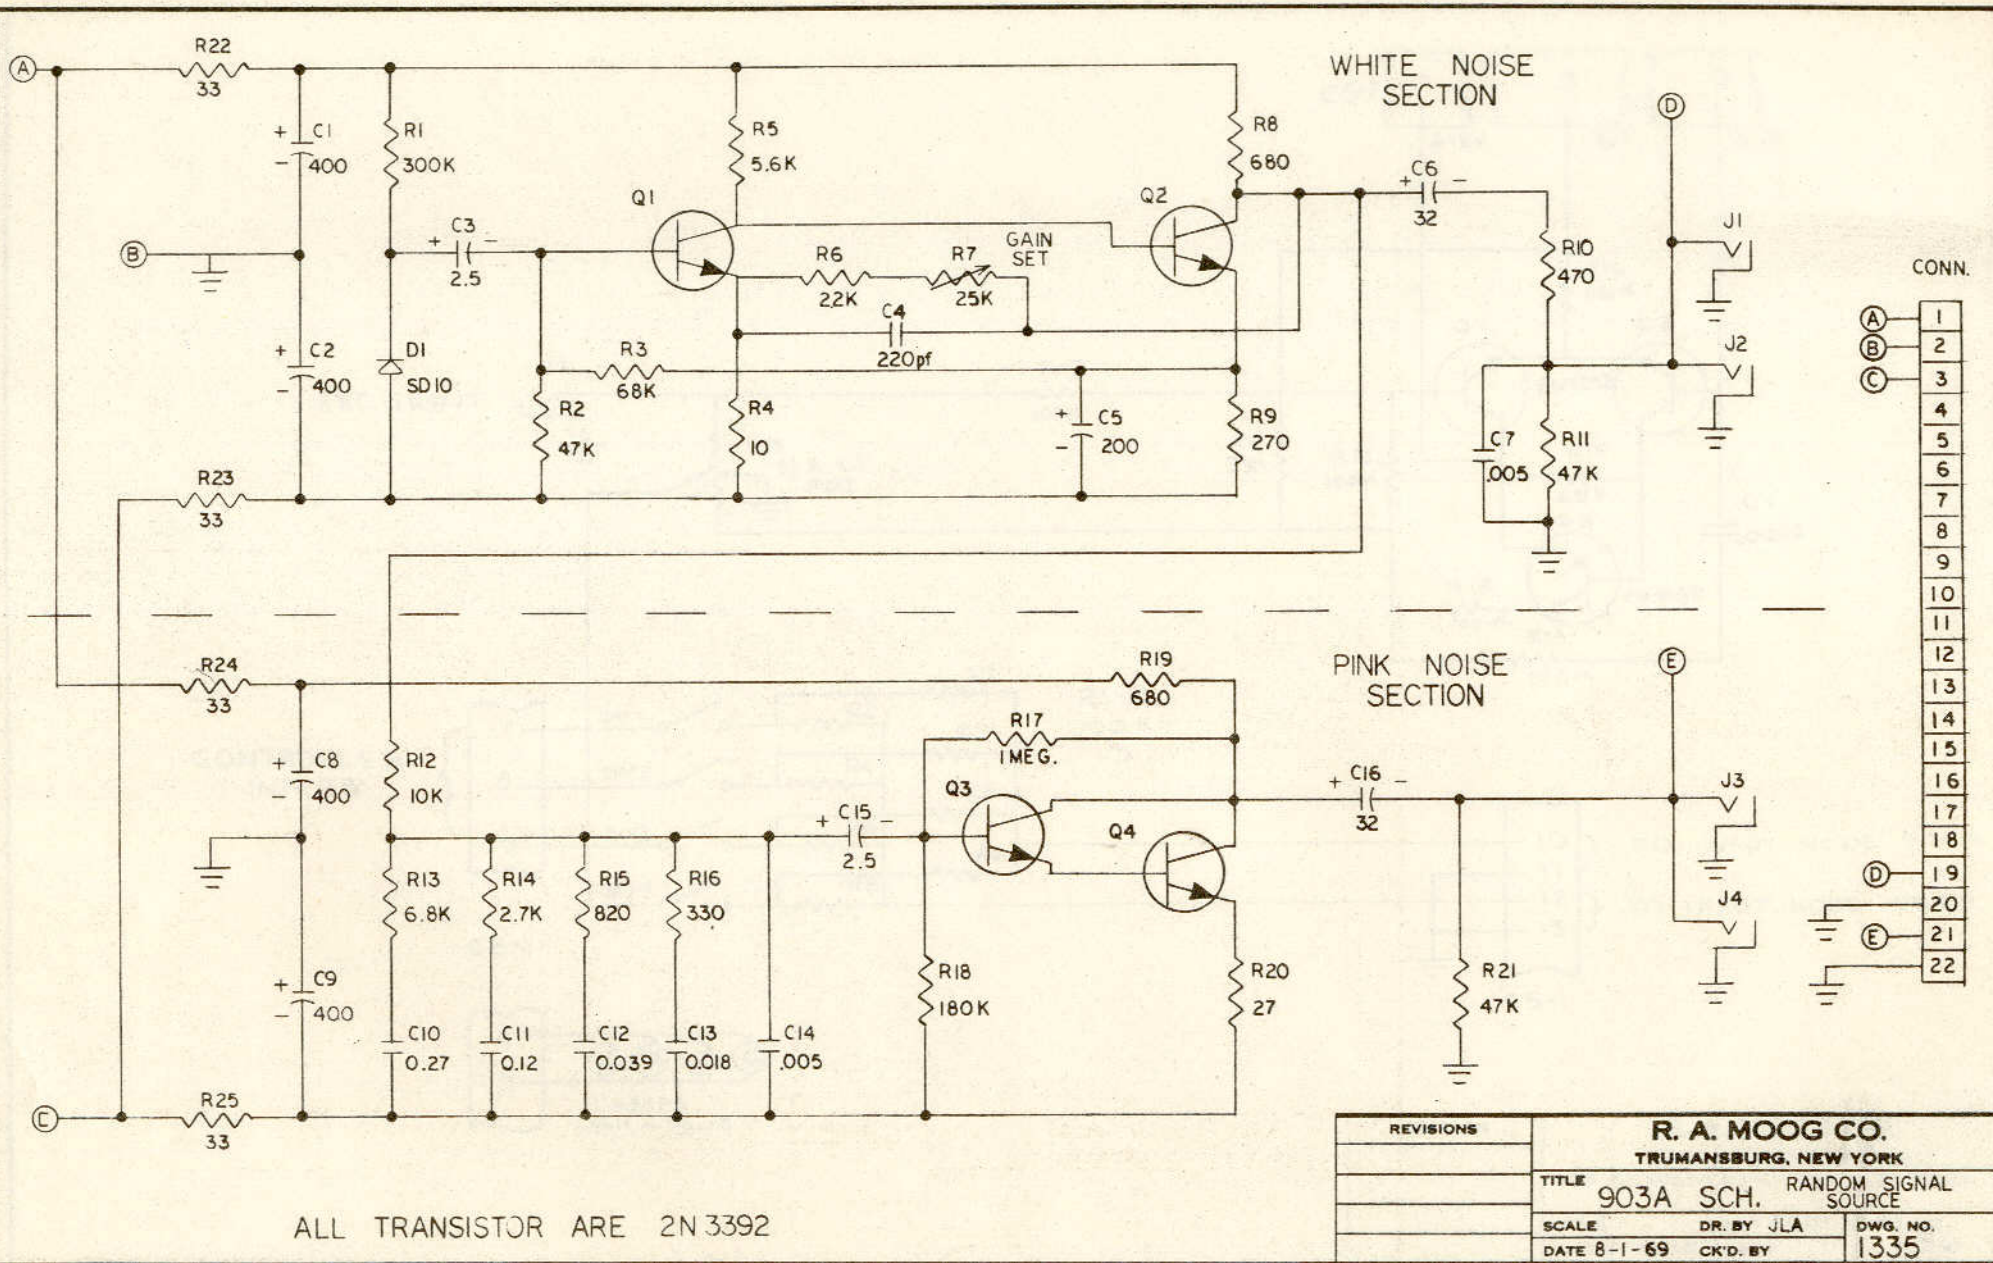 WHITE NOISE
SECTION
A
R22
33
+ C1
- 400
R1
300K
R5
5.6K
R8
680
D
Q1
Q2
+ C6 -
32
J1
B
+ C3 -
2.5
R6
2.2K
R7
25K
GAIN
SET
R10
470
CONN.
C4
220pf
+ C2
- 400
D1
SD10
R3
68K
J2
R2
47K
R4
10
+ C5
- 200
R9
270
C7
.005
R11
47K
R23
33
A 1
B 2
C 3
4
5
6
7
8
9
10
11
12
13
14
15
16
17
18
D 19
20
E 21
22
R24
33
R19
680
PINK NOISE
SECTION
E
R17
1 MEG.
+ C8
- 400
R12
10K
Q3
+ C16 -
32
J3
+ C15 -
2.5
Q4
R13
6.8K
R14
2.7K
R15
820
R16
330
J4
+ C9
- 400
R18
180K
R20
27
R21
47K
C10
0.27
C11
0.12
C12
0.039
C13
0.018
C14
.005
C
R25
33
ALL TRANSISTOR ARE 2N3392
REVISIONS
R. A. MOOG CO.
TRUMANSBURG, NEW YORK
TITLE 903A SCH. RANDOM SIGNAL
SOURCE
SCALE DR. BY JLA DWG. NO.
DATE 8-1-69 CK'D. BY 1335